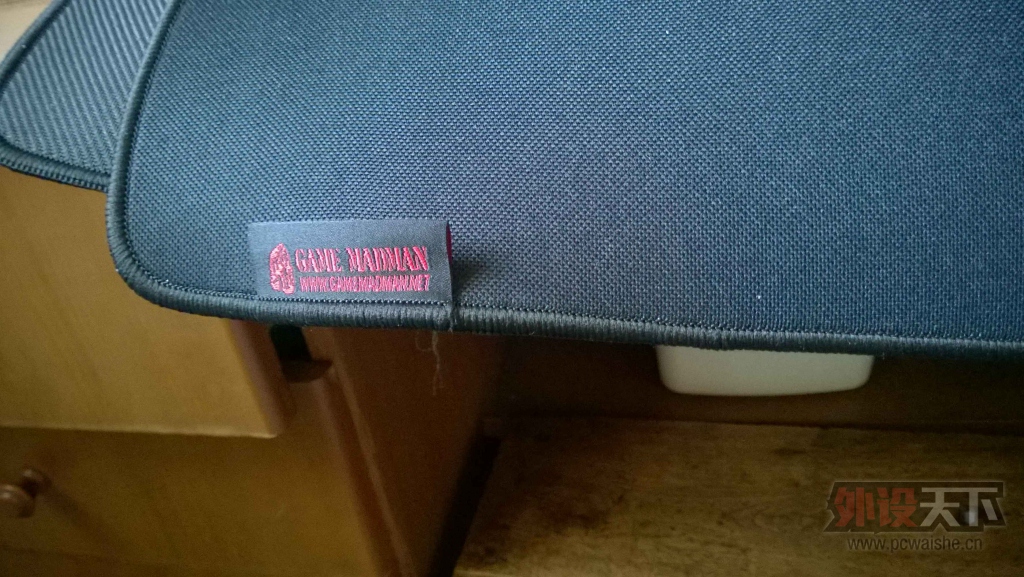 GAME MADMAN
WWW.GAMEMADMAN.NET
外设天下
www.pcwaishe.cn